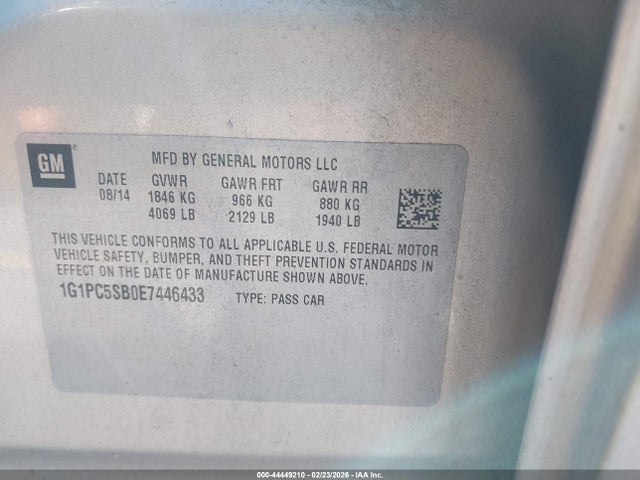 GM
MFD BY GENERAL MOTORS LLC
DATE GVWR GAWR FRT GAWR RR
08/14 1846 KG 966 KG 880 KG
4069 LB 2129 LB 1940 LB
THIS VEHICLE CONFORMS TO ALL APPLICABLE U.S. FEDERAL MOTOR
VEHICLE SAFETY, BUMPER, AND THEFT PREVENTION STANDARDS IN
EFFECT ON THE DATE OF MANUFACTURE SHOWN ABOVE.
1G1PC5SB0E7446433 TYPE: PASS CAR
000-44449210 - 02/23/2026 - IAA Inc.